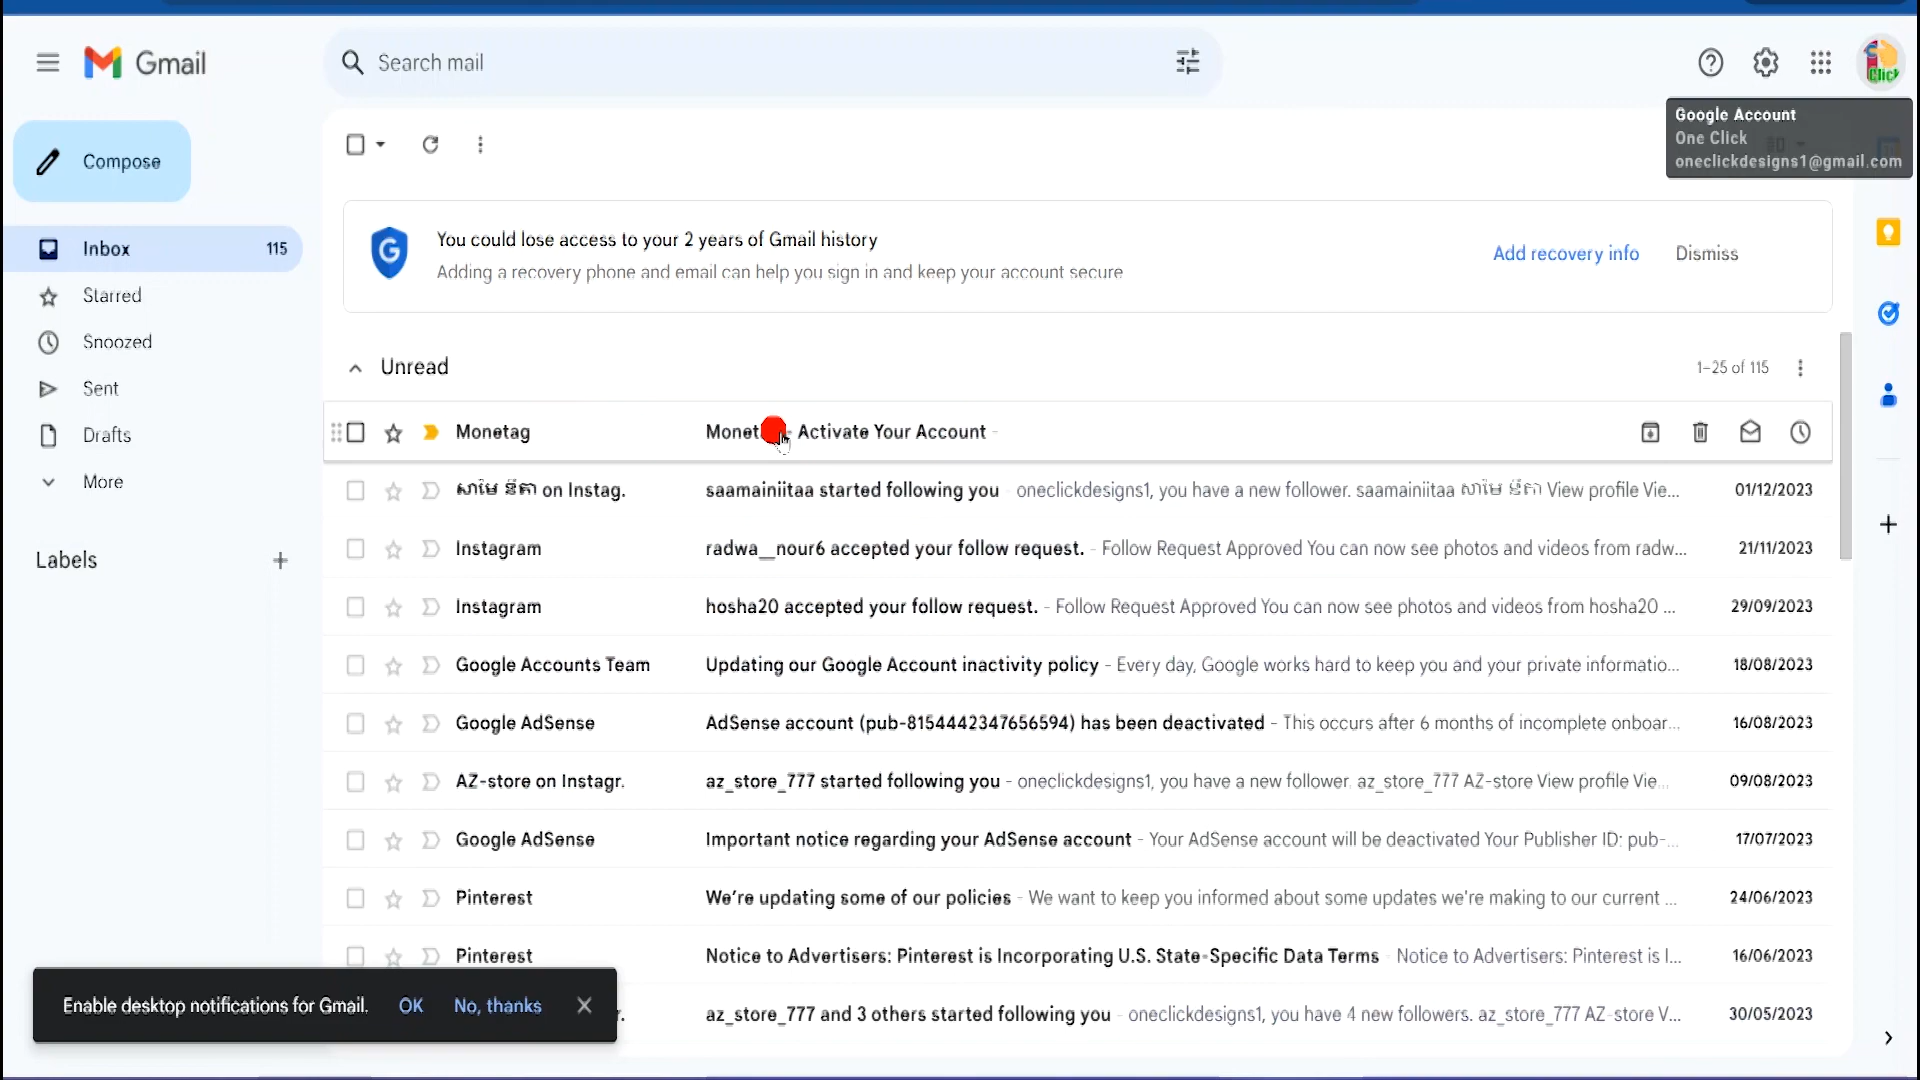 Gmail
Search mail
Google Account
One Click
oneclickdesigns1@gmail.com
Compose
Inbox 115
Starred
Snoozed
Sent
Drafts
More
Labels
You could lose access to your 2 years of Gmail history
Adding a recovery phone and email can help you sign in and keep your account secure
Add recovery info Dismiss
Unread 1–25 of 115
Monetag - Activate Your Account -
on Instag. saamainiitaa started following you - oneclickdesigns1, you have a new follower. saamainiitaa View profile Vie... 01/12/2023
Instagram radwa__nour6 accepted your follow request. - Follow Request Approved You can now see photos and videos from radw... 21/11/2023
Instagram hosha20 accepted your follow request. - Follow Request Approved You can now see photos and videos from hosha20 ... 29/09/2023
Google Accounts Team Updating our Google Account inactivity policy - Every day, Google works hard to keep you and your private informatio... 18/08/2023
Google AdSense AdSense account (pub-8154442347656594) has been deactivated - This occurs after 6 months of incomplete onboar... 16/08/2023
AZ-store on Instagr. az_store_777 started following you - oneclickdesigns1, you have a new follower. az_store_777 AZ-store View profile Vie... 09/08/2023
Google AdSense Important notice regarding your AdSense account - Your AdSense account will be deactivated Your Publisher ID: pub-... 17/07/2023
Pinterest We're updating some of our policies - We want to keep you informed about some updates we're making to our current ... 24/06/2023
Pinterest Notice to Advertisers: Pinterest is Incorporating U.S. State-Specific Data Terms - Notice to Advertisers: Pinterest is I... 16/06/2023
az_store_777 and 3 others started following you - oneclickdesigns1, you have 4 new followers. az_store_777 AZ-store V... 30/05/2023
Enable desktop notifications for Gmail. OK No, thanks